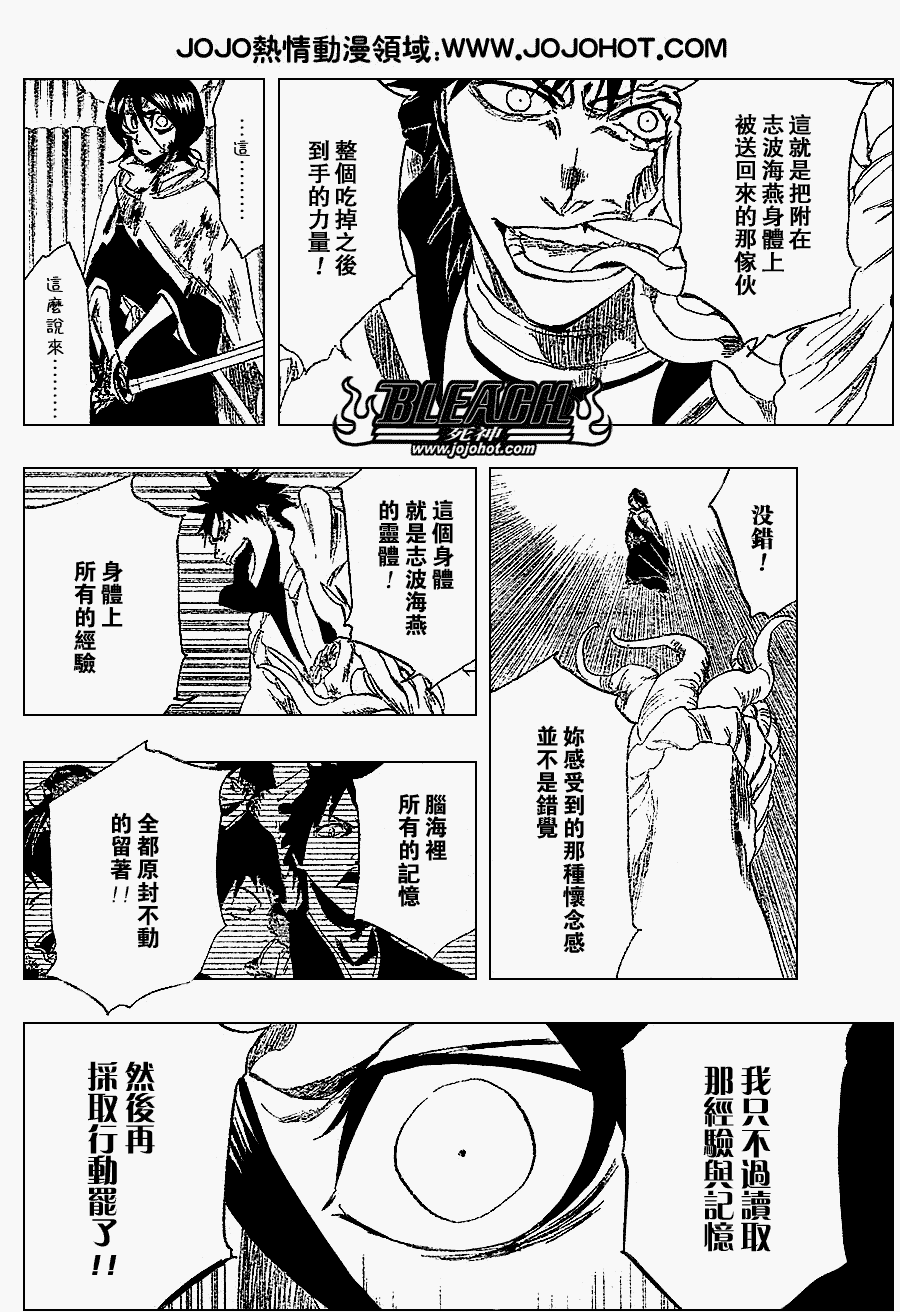 JOJO熱情動漫領域:WWW.JOJOHOT.COM
這就是把附在
志波海燕身體上
被送回來的那傢伙
整個吃掉之後
到手的力量！
……這………
這麼說來………
BLEACH
死神
www.jojohot.com
没錯！
妳感受到的那種懷念感
並不是錯覺
這個身體
就是志波海燕
的靈體！
身體上
所有的經驗
腦海裡
所有的記憶
全都原封不動
的留著！！
我只不過讀取
那經驗與記憶
然後再
採取行動罷了！！